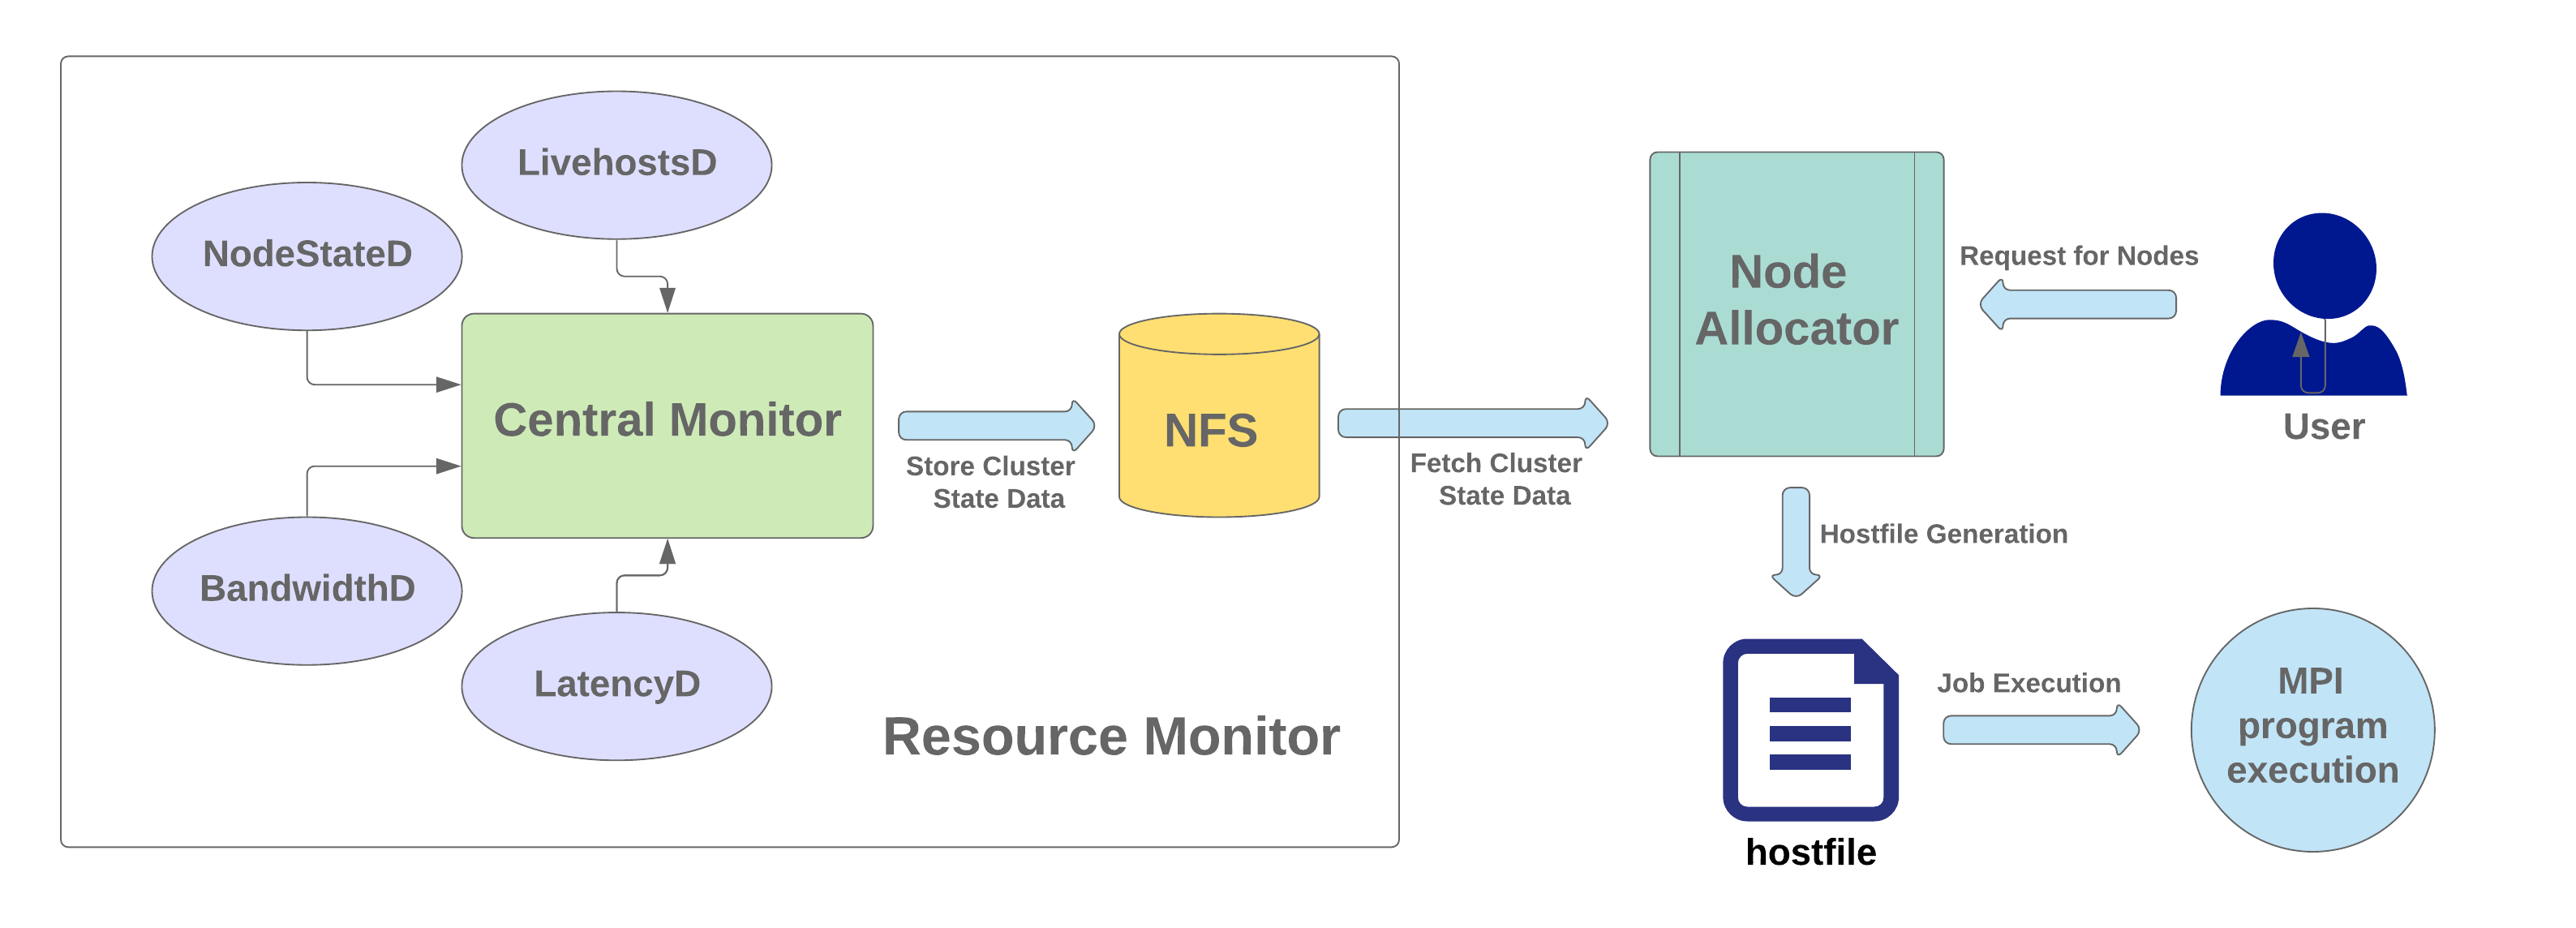 LivehostsD
NodeStateD
Central Monitor
BandwidthD
LatencyD
Store Cluster
State Data
NFS
Resource Monitor
Fetch Cluster
State Data
Node
Allocator
Request for Nodes
User
Hostfile Generation
hostfile
Job Execution
MPI
program
execution